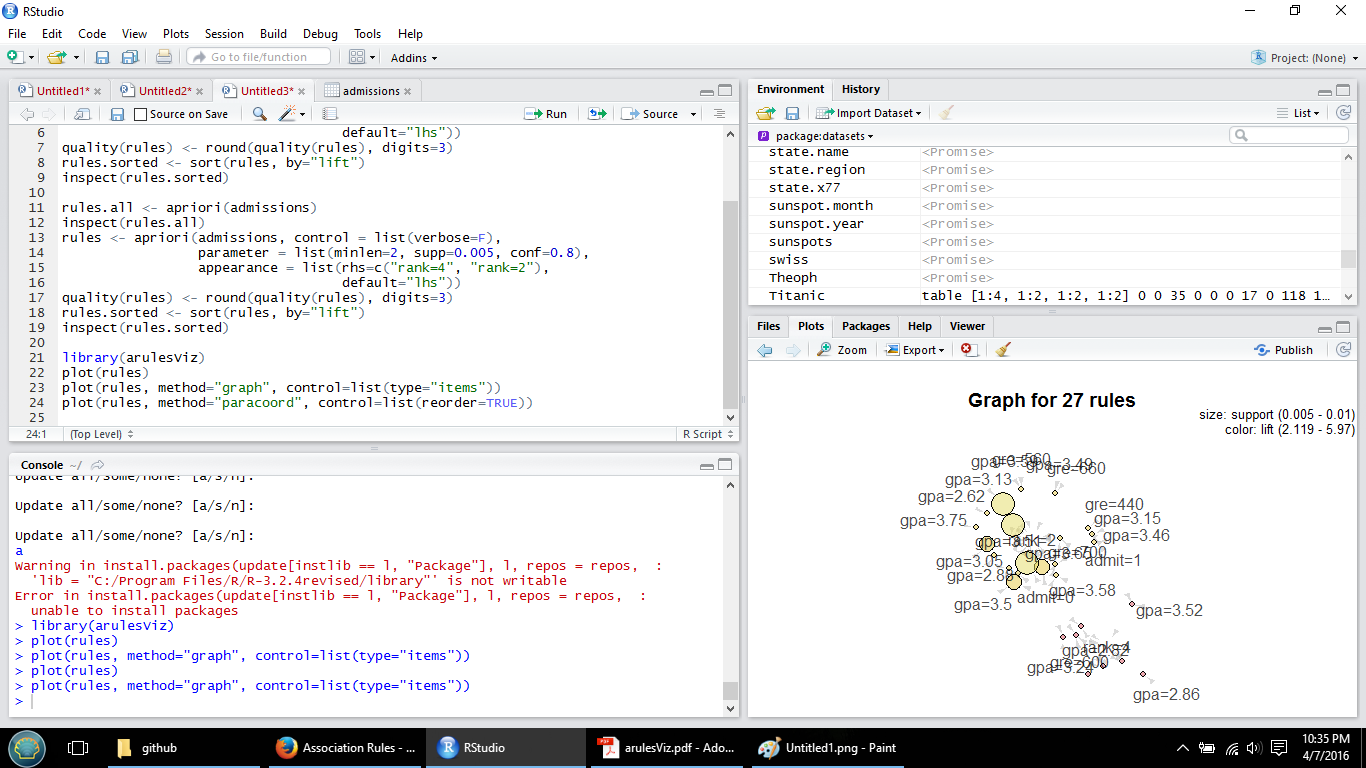 RStudio
File Edit Code View Plots Session Build Debug Tools Help
Go to file/function Addins Project: (None)
Untitled1* Untitled2* Untitled3* admissions
Source on Save Run Source
6 default="lhs"))
7 quality(rules) <- round(quality(rules), digits=3)
8 rules.sorted <- sort(rules, by="lift")
9 inspect(rules.sorted)
10
11 rules.all <- apriori(admissions)
12 inspect(rules.all)
13 rules <- apriori(admissions, control = list(verbose=F),
14 parameter = list(minlen=2, supp=0.005, conf=0.8),
15 appearance = list(rhs=c("rank=4", "rank=2"),
16 default="lhs"))
17 quality(rules) <- round(quality(rules), digits=3)
18 rules.sorted <- sort(rules, by="lift")
19 inspect(rules.sorted)
20
21 library(arulesViz)
22 plot(rules)
23 plot(rules, method="graph", control=list(type="items"))
24 plot(rules, method="paracoord", control=list(reorder=TRUE))
25
24:1 (Top Level) R Script
Console ~/
Update all/some/none? [a/s/n]:
Update all/some/none? [a/s/n]:
Update all/some/none? [a/s/n]:
a
Warning in install.packages(update[instlib == l, "Package"], l, repos = repos, :
'lib = "C:/Program Files/R/R-3.2.4revised/library"' is not writable
Error in install.packages(update[instlib == l, "Package"], l, repos = repos, :
unable to install packages
> library(arulesViz)
> plot(rules)
> plot(rules, method="graph", control=list(type="items"))
> plot(rules)
> plot(rules, method="graph", control=list(type="items"))
>
Environment History
Import Dataset List
package:datasets
state.name <Promise>
state.region <Promise>
state.x77 <Promise>
sunspot.month <Promise>
sunspot.year <Promise>
sunspots <Promise>
swiss <Promise>
Theoph <Promise>
Titanic table [1:4, 1:2, 1:2, 1:2] 0 0 35 0 0 0 17 0 118 1...
Files Plots Packages Help Viewer
Zoom Export Publish
Graph for 27 rules
size: support (0.005 - 0.01)
color: lift (2.119 - 5.97)
gre=560
gpa=3.49
gre=660
gpa=3.13
gpa=2.62
gre=440
gpa=3.75
gpa=3.15
gpa=3.46
rank=2
gpa=3.51
gre=700
gpa=3.65
gpa=3.05
admit=1
gpa=3.58
admit=0
gpa=3.5
gpa=3.52
rank=4
gpa=2.82
gre=600
gpa=3.24
gpa=2.86
github Association Rules - ... RStudio arulesViz.pdf - Ado... Untitled1.png - Paint
10:35 PM
4/7/2016